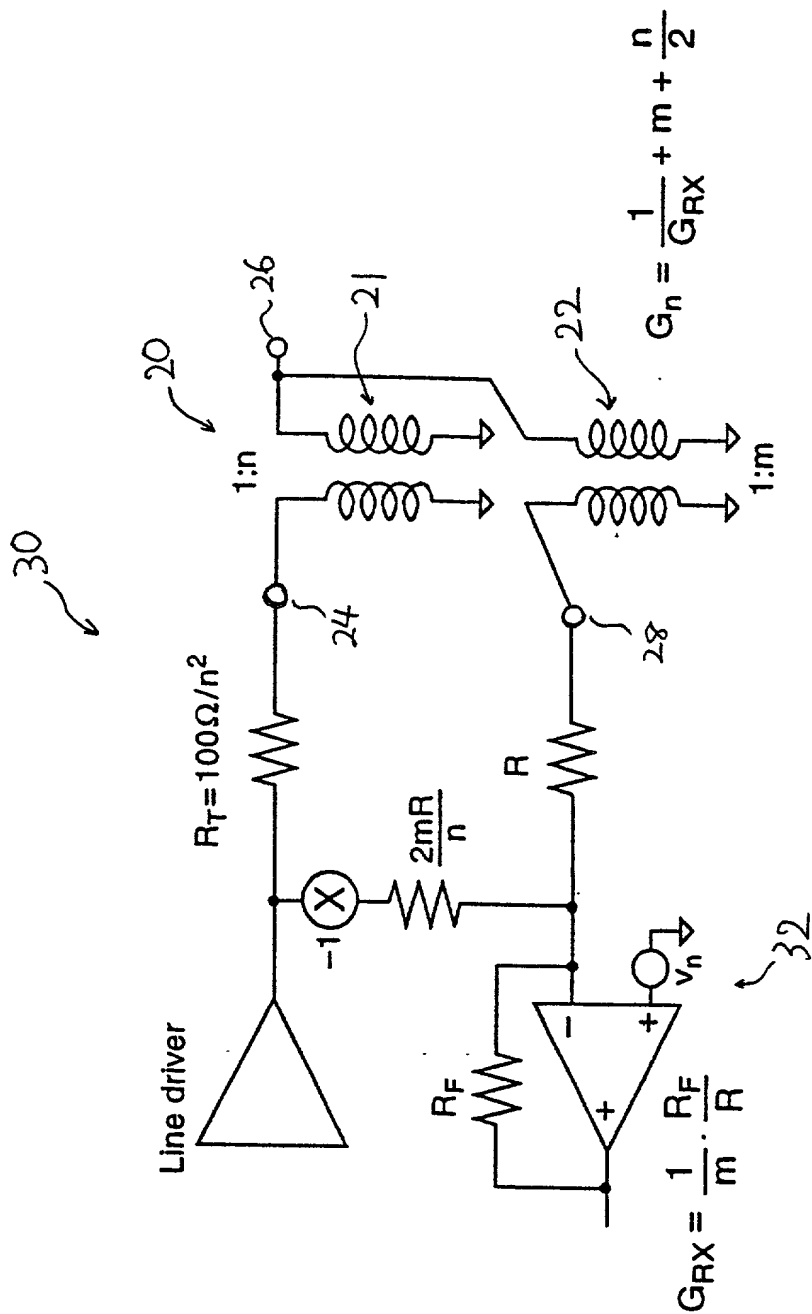 30
20
26
21
1:n
24
R_T=100Ω/n²
Line driver
X
−1
2mR/n
R
28
22
1:m
R_F
−
+
+
v_n
32
G_RX = 1/m · R_F/R
G_n = 1/G_RX + m + n/2